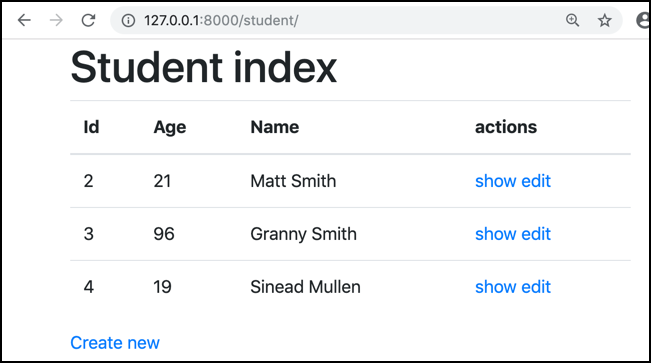 127.0.0.1:8000/student/
Student index
Id Age Name actions
2 21 Matt Smith show edit
3 96 Granny Smith show edit
4 19 Sinead Mullen show edit
Create new